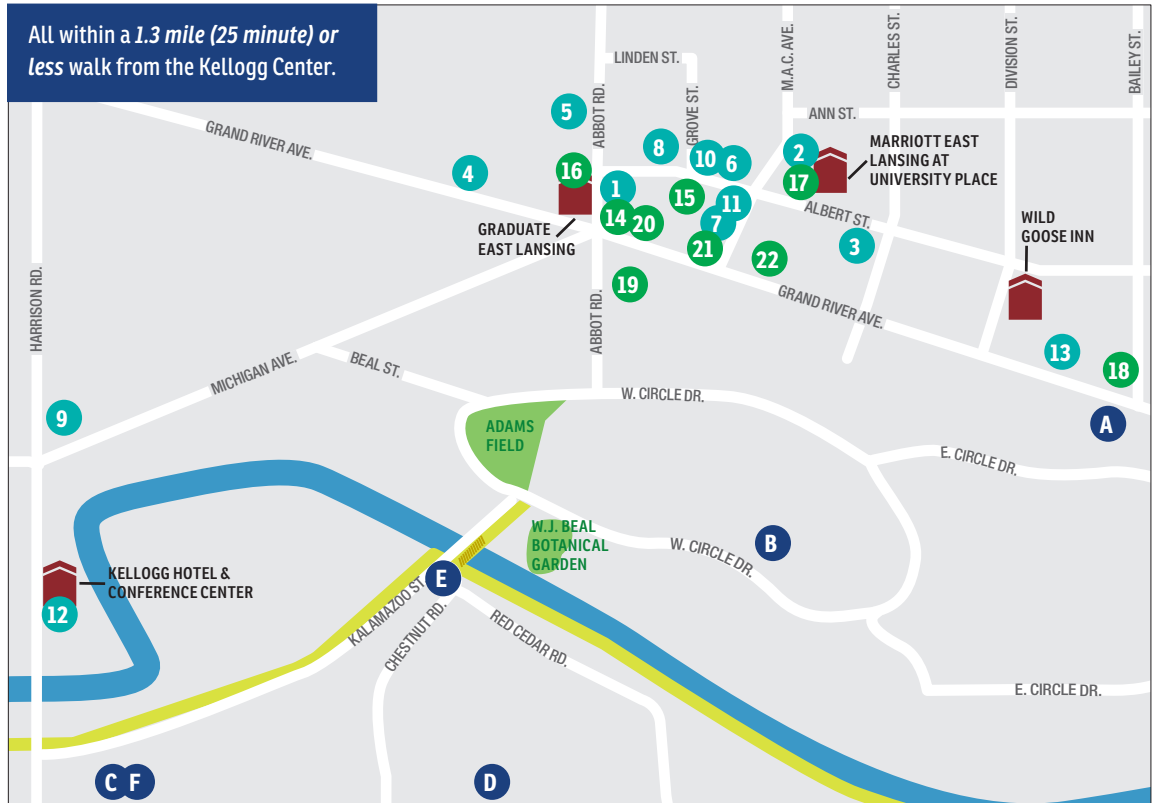 All within a 1.3 mile (25 minute) or
less walk from the Kellogg Center.
LINDEN ST.
ABBOT RD.
GROVE ST.
M.A.C. AVE.
CHARLES ST.
DIVISION ST.
BAILEY ST.
ANN ST.
GRAND RIVER AVE.
5
8
10
6
2
MARRIOTT EAST
LANSING AT
UNIVERSITY PLACE
4
16
1
15
17
11
14
20
7
ALBERT ST.
GRADUATE
EAST LANSING
21
22
3
WILD
GOOSE INN
19
GRAND RIVER AVE.
HARRISON RD.
ABBOT RD.
MICHIGAN AVE.
BEAL ST.
13
18
9
W. CIRCLE DR.
A
ADAMS
FIELD
E. CIRCLE DR.
W.J. BEAL
BOTANICAL
GARDEN
W. CIRCLE DR.
B
KELLOGG HOTEL &
CONFERENCE CENTER
12
E
KALAMAZOO ST.
CHESTNUT RD.
RED CEDAR RD.
E. CIRCLE DR.
C
F
D